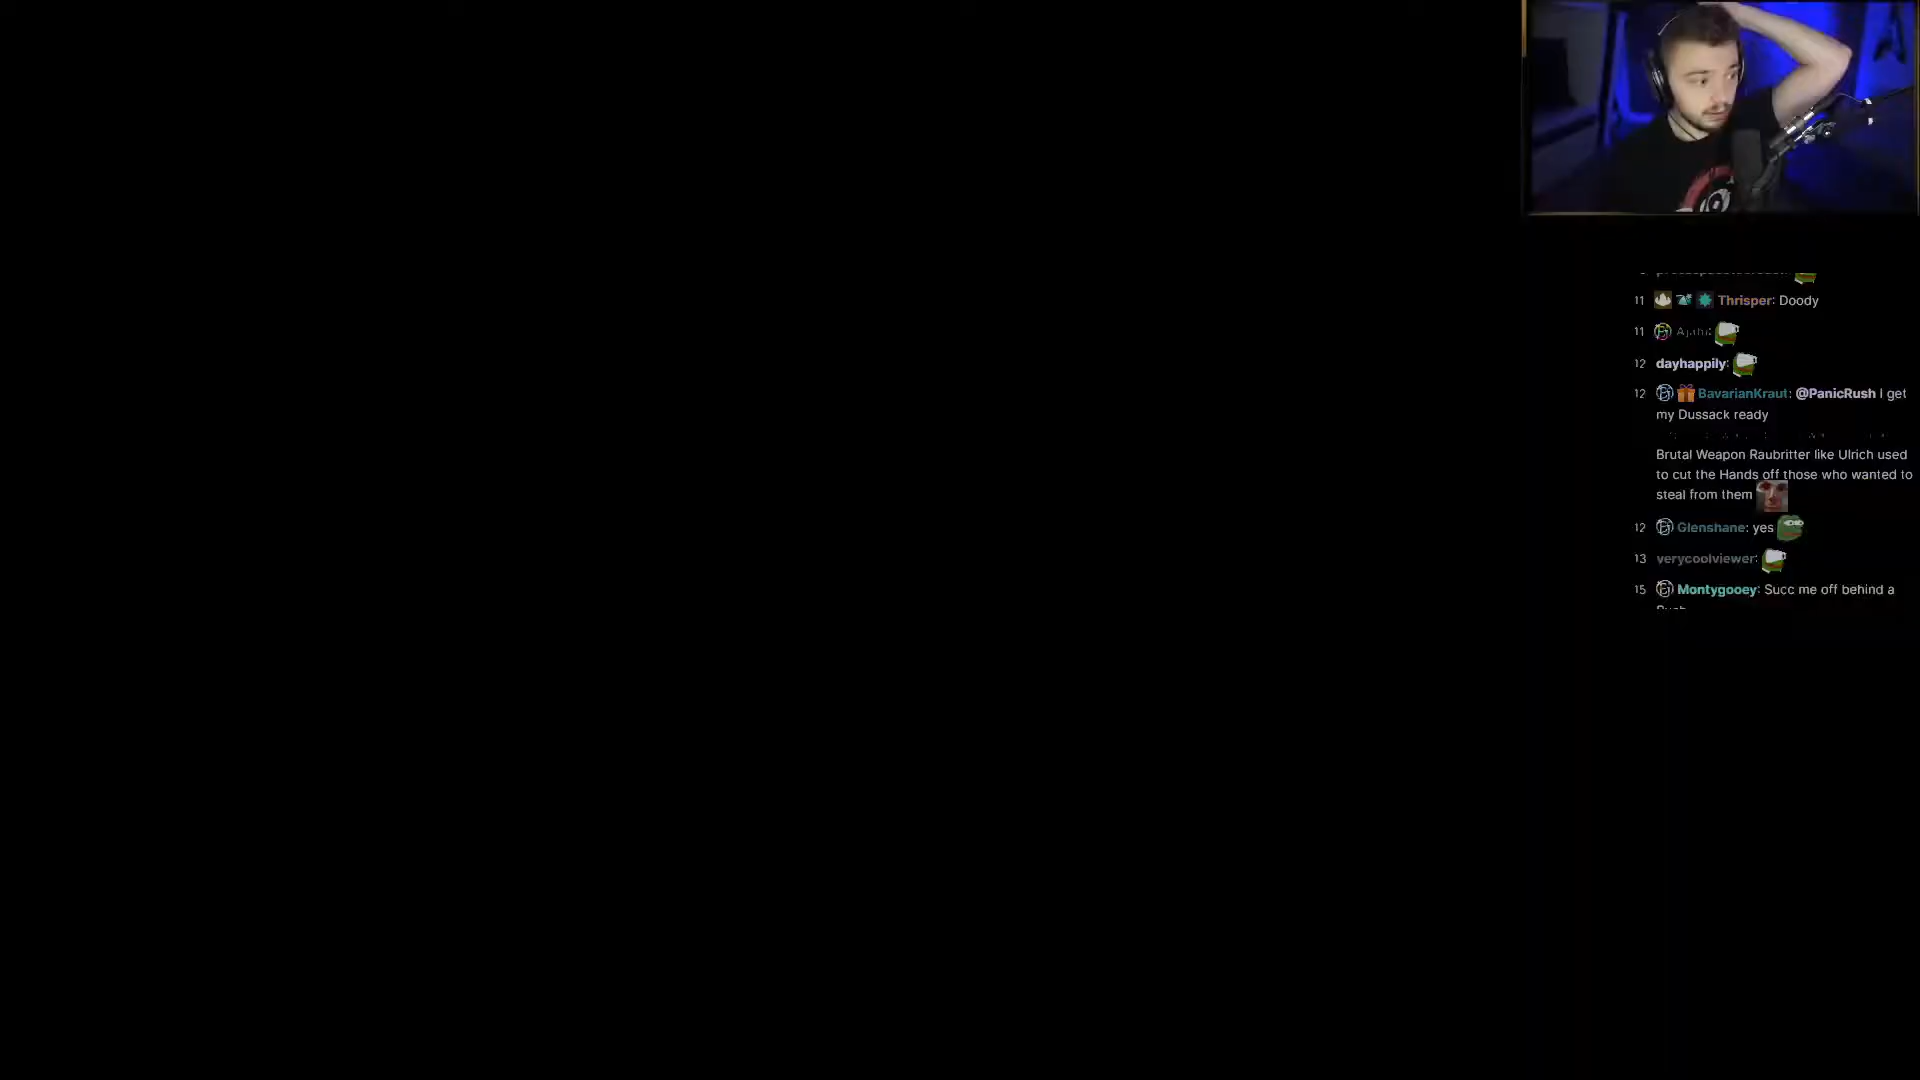 11 Thrisper: Doody
11
12 dayhappily:
12 BavarianKraut: @PanicRush I get
my Dussack ready
Brutal Weapon Raubritter like Ulrich used
to cut the Hands off those who wanted to
steal from them
12 Glenshane: yes
13 verycoolviewer:
15 Montygooey: Succ me off behind a